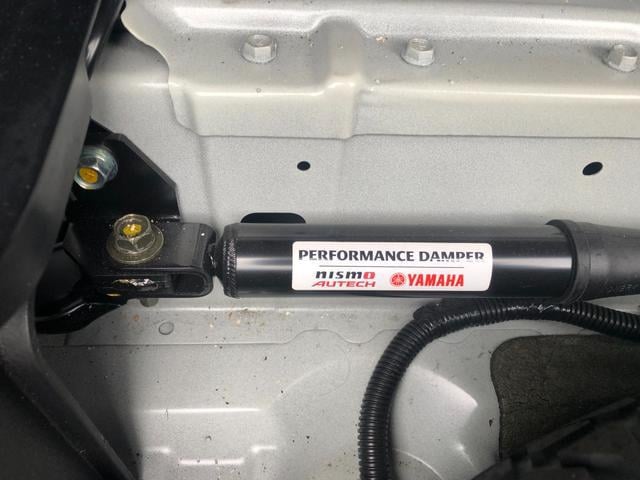 PERFORMANCE DAMPER
nismo
AUTECH
YAMAHA